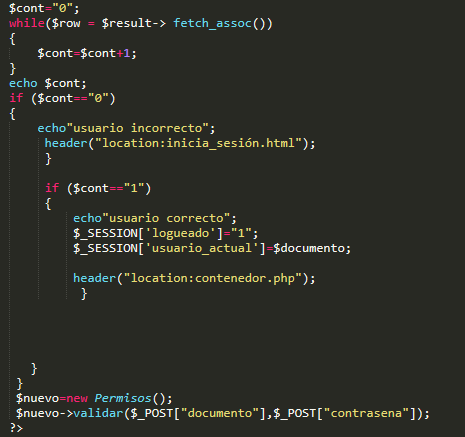 $cont="0";
while($row = $result-> fetch_assoc())
{
$cont=$cont+1;
}
echo $cont;
if ($cont=="0")
{
echo"usuario incorrecto";
header("location:inicia_sesión.html");
}
if ($cont=="1")
{
echo"usuario correcto";
$_SESSION['logueado']="1";
$_SESSION['usuario_actual']=$documento;
header("location:contenedor.php");
}
}
}
$nuevo=new Permisos();
$nuevo->validar($_POST["documento"],$_POST["contrasena"]);
?>